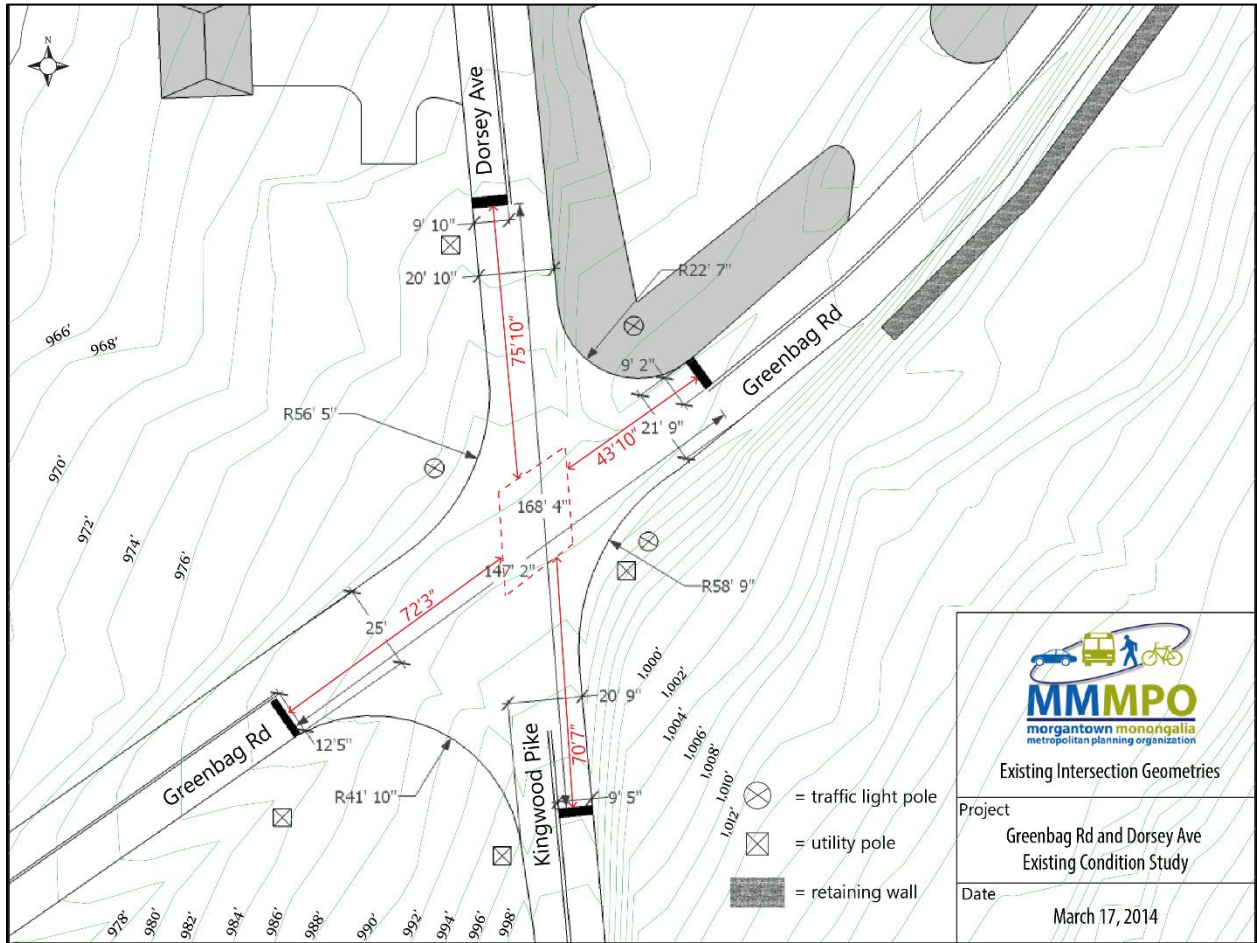 N
Dorsey Ave
9' 10"
20' 10"
75'10"
R22' 7"
9' 2"
21' 9"
43'10"
Greenbag Rd
R56' 5"
168' 4"
147' 2"
72'3"
25'
R58' 9"
20' 9"
12'5"
Greenbag Rd
R41' 10"
Kingwood Pike
70'7"
9' 5"
966'
968'
970'
972'
974'
976'
978'
980'
982'
984'
986'
988'
990'
992'
994'
996'
998'
1,000'
1,002'
1,004'
1,006'
1,008'
1,010'
1,012'
= traffic light pole
= utility pole
= retaining wall
MMMPO
morgantown monongalia
metropolitan planning organization
Existing Intersection Geometries
Project
Greenbag Rd and Dorsey Ave
Existing Condition Study
Date
March 17, 2014